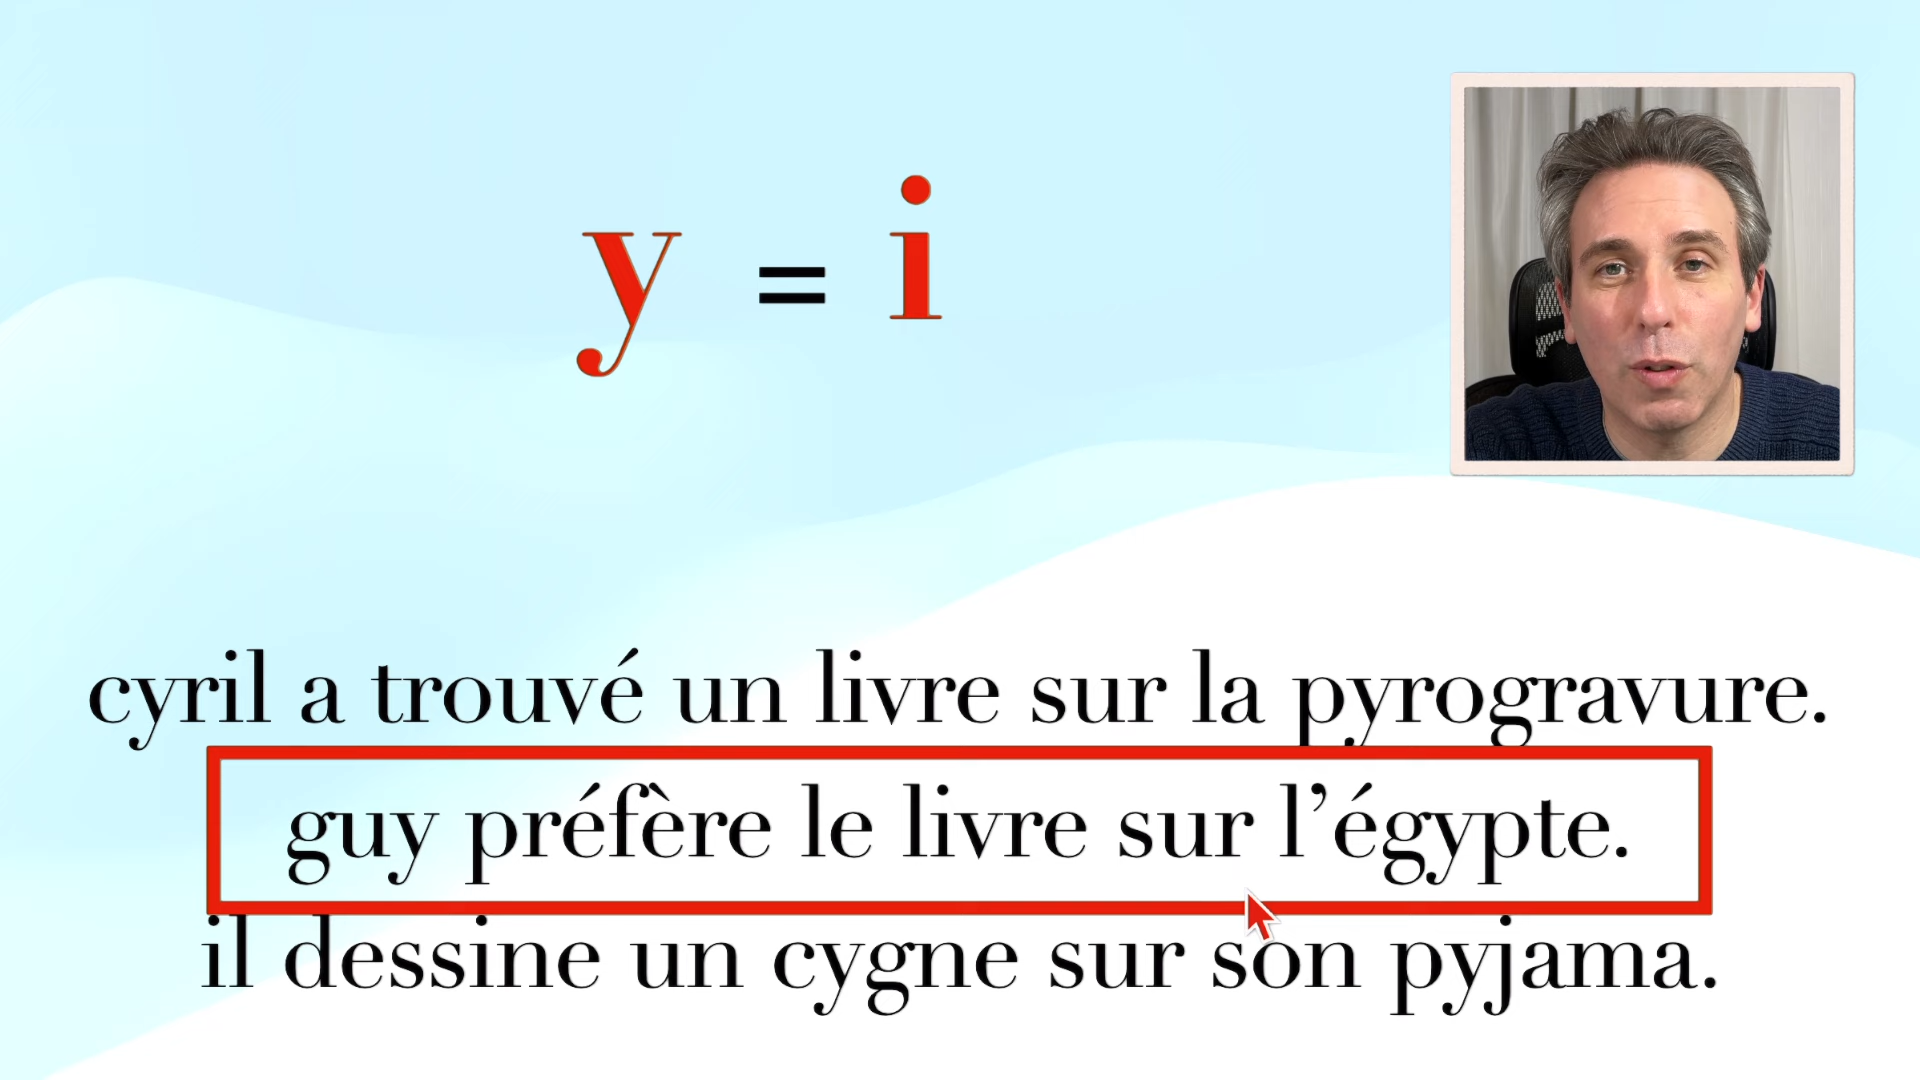 y = i
cyril a trouvé un livre sur la pyrogravure.
guy préfère le livre sur l’égypte.
il dessine un cygne sur son pyjama.